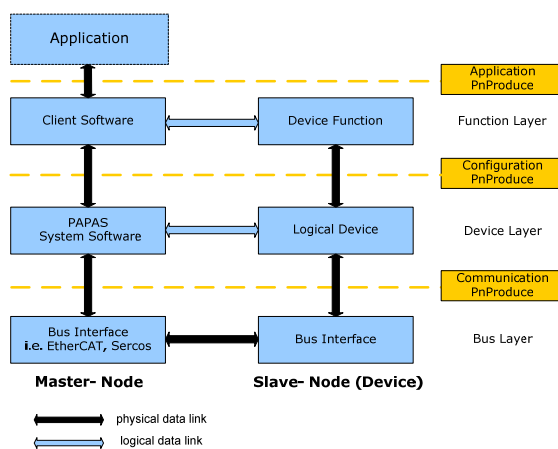 Application
Application
PnProduce
Client Software
Device Function
Function Layer
Configuration
PnProduce
PAPAS
System Software
Logical Device
Device Layer
Communication
PnProduce
Bus Interface
i.e. EtherCAT, Sercos
Bus Interface
Bus Layer
Master- Node
Slave- Node (Device)
physical data link
logical data link